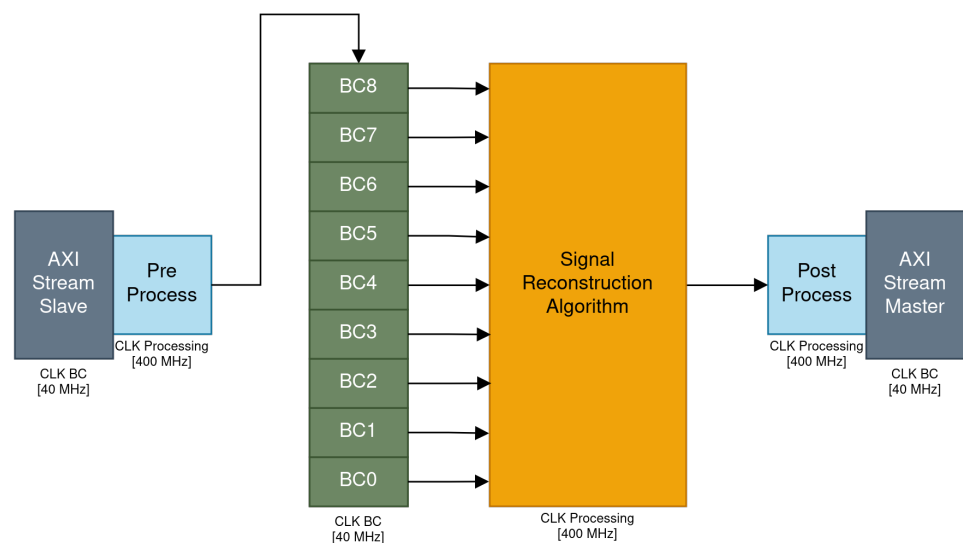 AXI
Stream
Slave
CLK BC
[40 MHz]
Pre
Process
CLK Processing
[400 MHz]
BC8
BC7
BC6
BC5
BC4
BC3
BC2
BC1
BC0
CLK BC
[40 MHz]
Signal
Reconstruction
Algorithm
CLK Processing
[400 MHz]
Post
Process
CLK Processing
[400 MHz]
AXI
Stream
Master
CLK BC
[40 MHz]